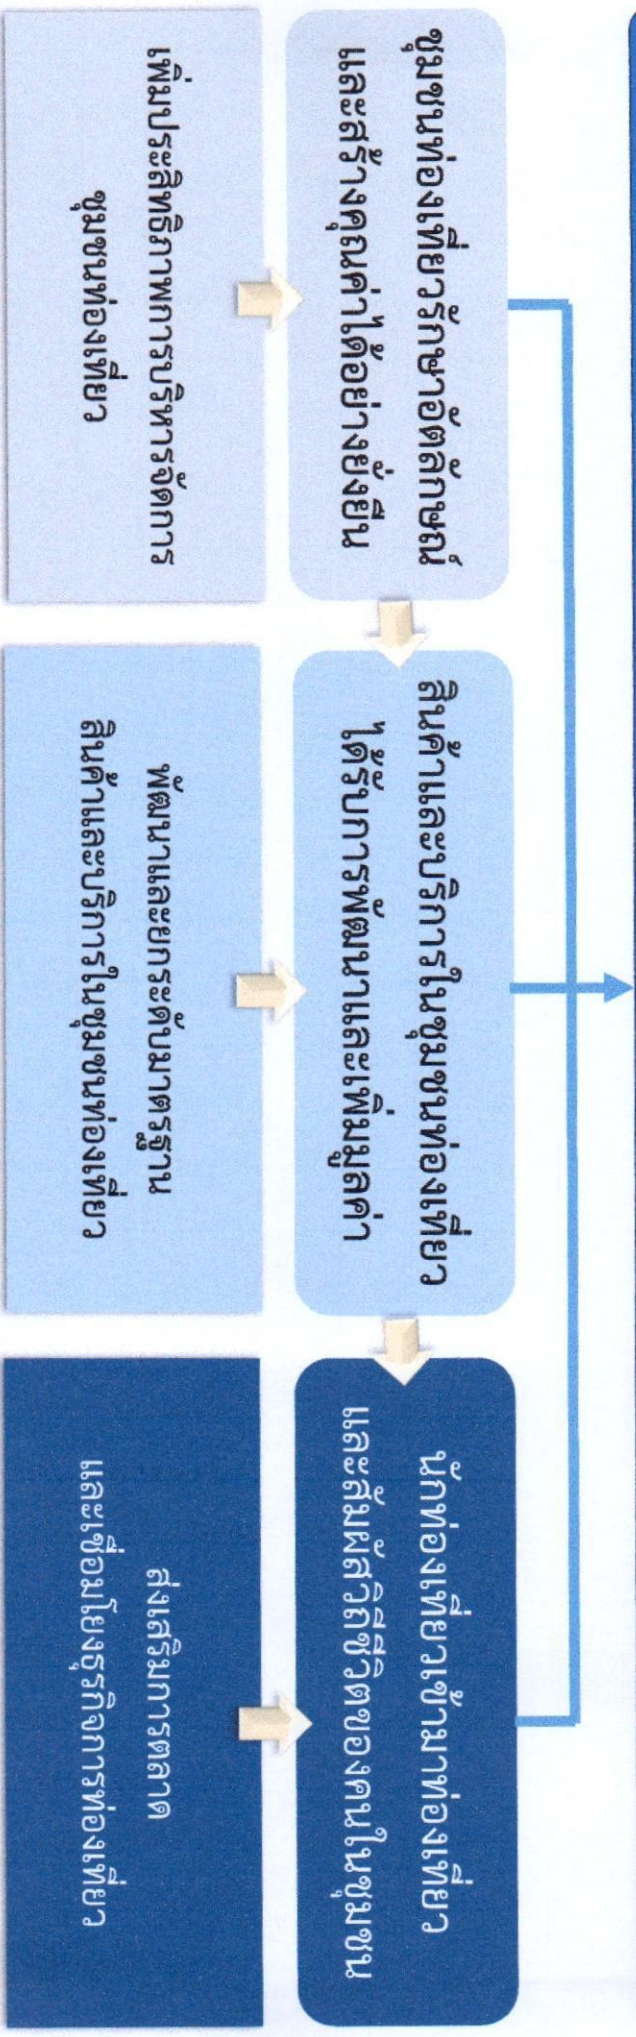 ชุมชนท่องเที่ยวรักษาอัตลักษณ์
และสร้างคุณค่าได้อย่างยั่งยืน
สินค้าและบริการในชุมชนท่องเที่ยว
ได้รับการพัฒนาและเพิ่มมูลค่า
นักท่องเที่ยวเข้ามาท่องเที่ยว
และสัมผัสวิถีชีวิตของคนในชุมชน
เพิ่มประสิทธิภาพการบริหารจัดการ
ชุมชนท่องเที่ยว
พัฒนาและยกระดับมาตรฐาน
สินค้าและบริการในชุมชนท่องเที่ยว
ส่งเสริมการตลาด
และเชื่อมโยงธุรกิจการท่องเที่ยว